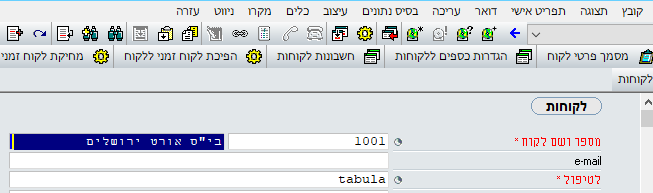 קובץ תצוגה תפריט אישי דואר עריכה בסיס נתונים עיצוב כלים מקרו ניווט עזרה
מסמך פרטי לקוח הגדרות כספים ללקוחות חשבונות לקוחות הפיכת לקוח זמני ללקוח מחיקת לקוח זמני
לקוחות
לקוחות
מספר ושם לקוח * 1001 בי"ס אורט ירושלים
e-mail
לטיפול * tabula